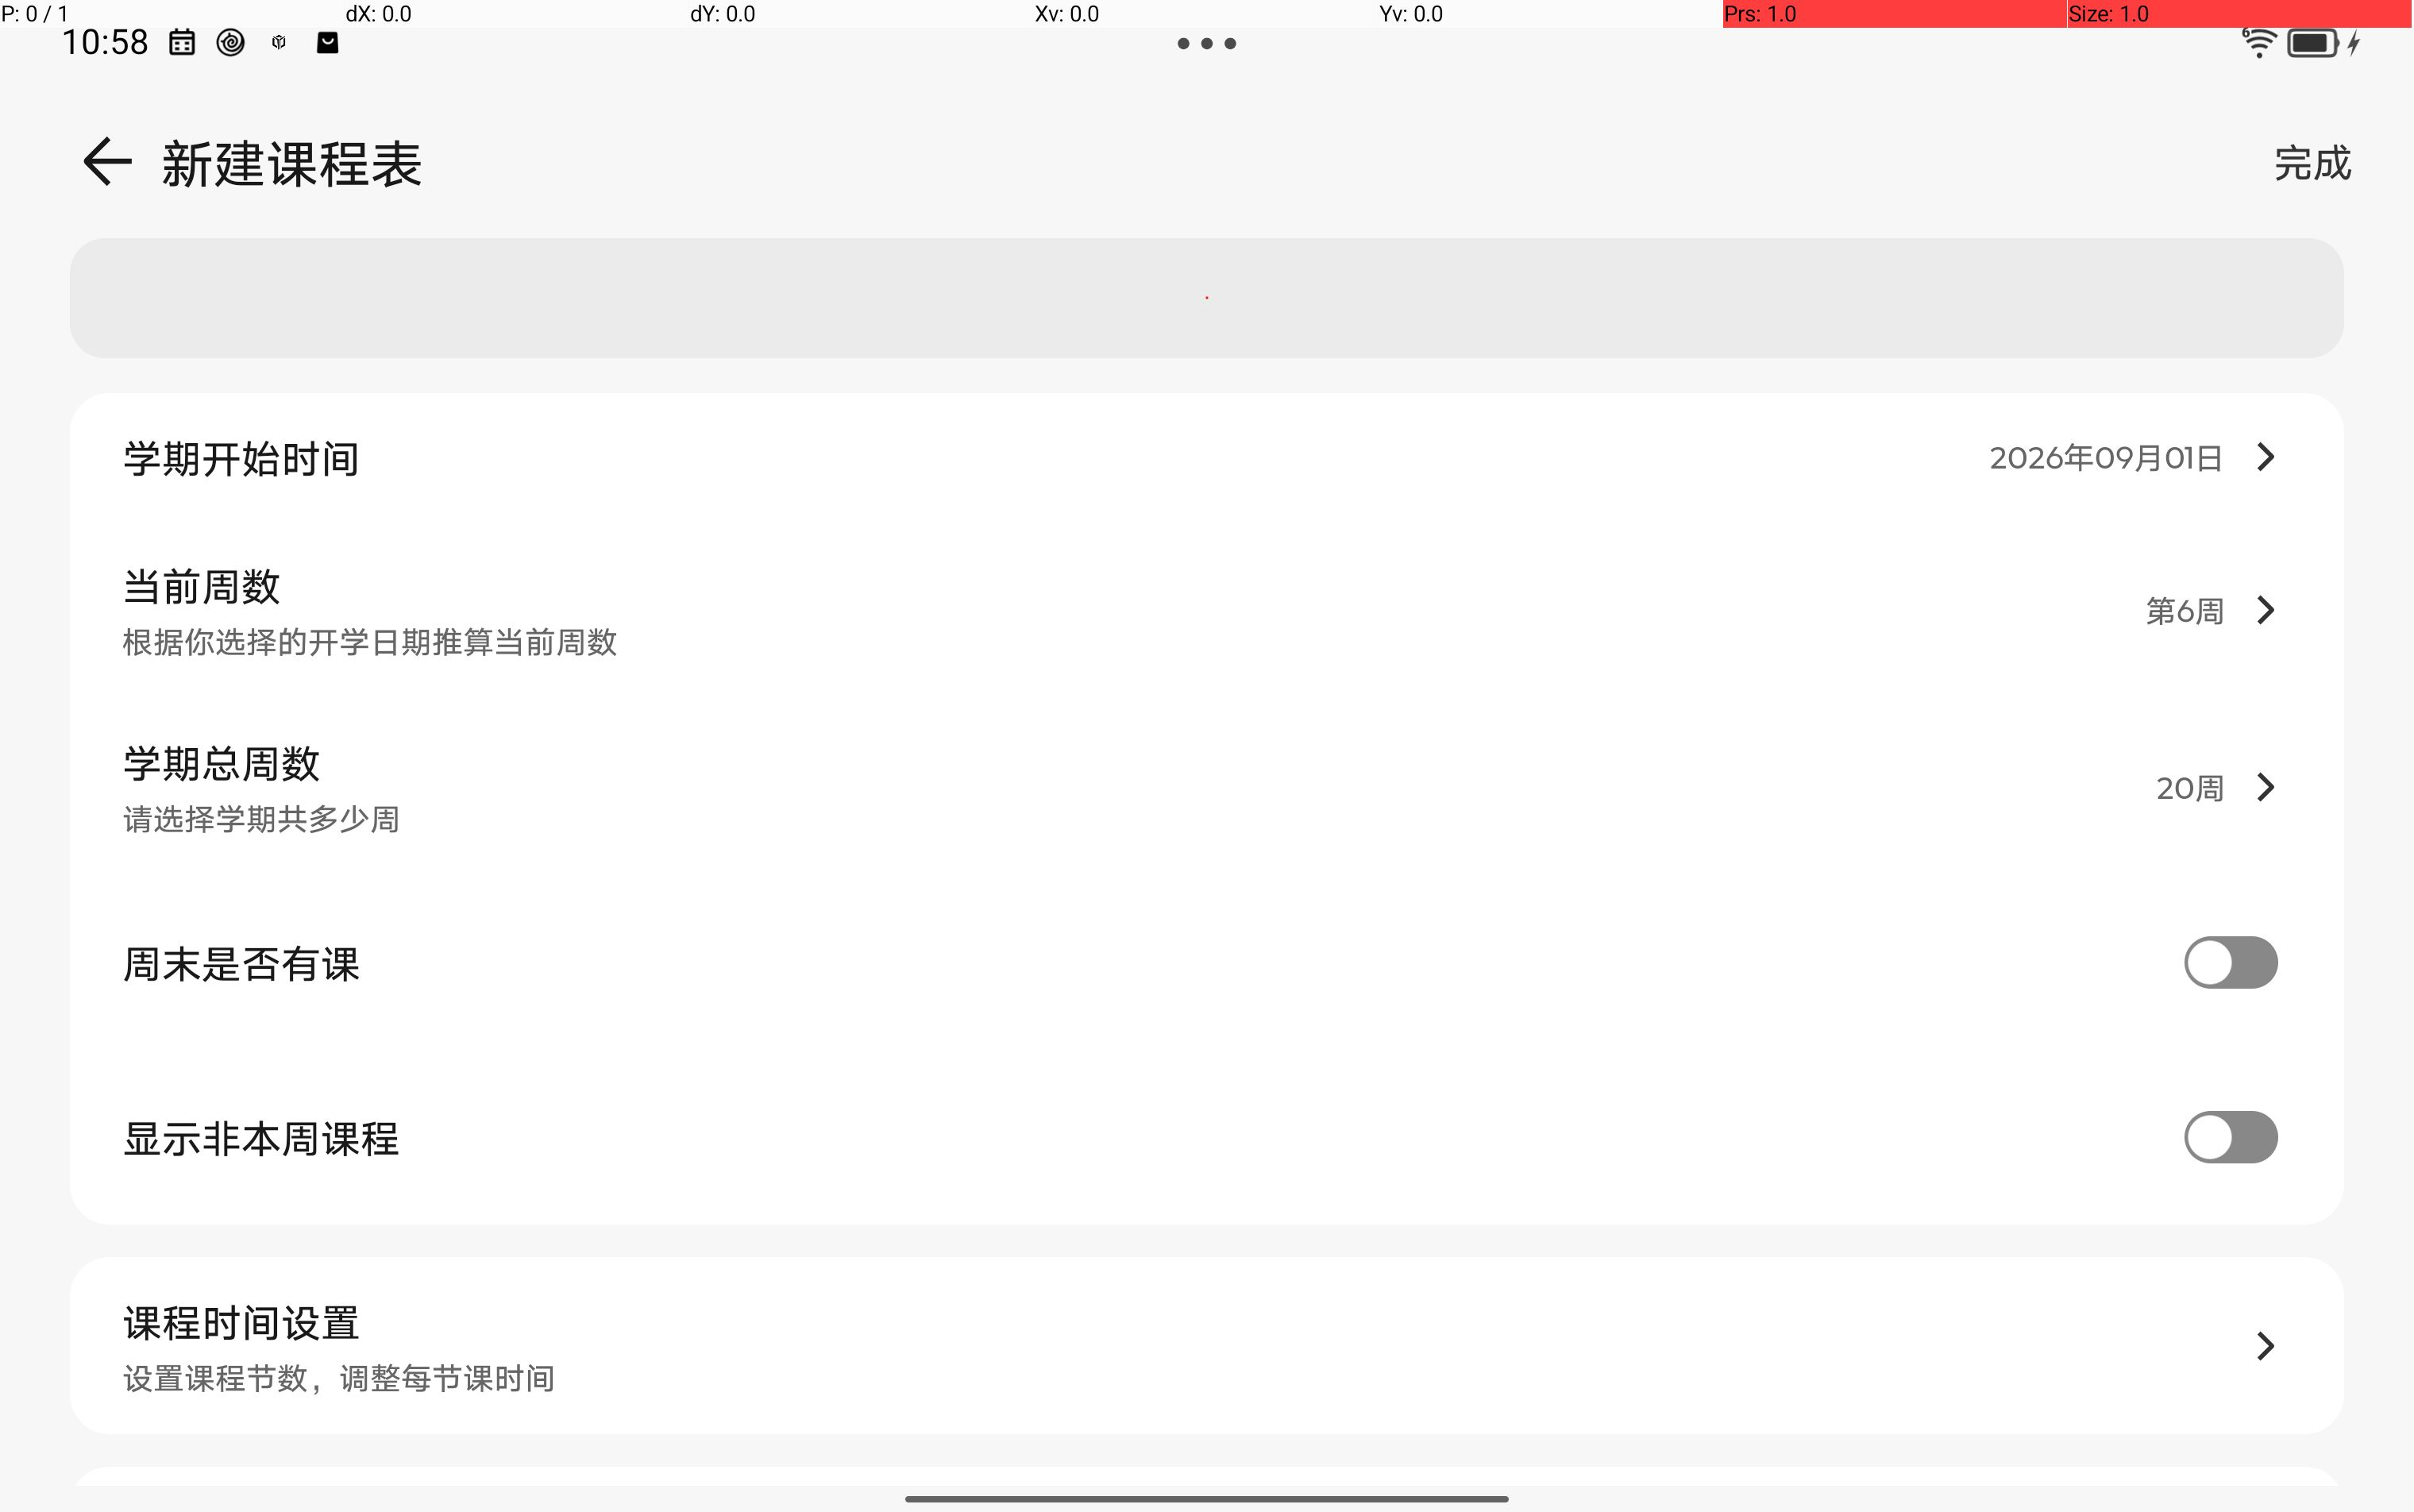 P: 0 / 1 dX: 0.0 dY: 0.0 Xv: 0.0 Yv: 0.0 Prs: 1.0 Size: 1.0
10:58 6
新建课程表 完成
学期开始时间 2026年09月01日
当前周数 第6周
根据你选择的开学日期推算当前周数
学期总周数 20周
请选择学期共多少周
周末是否有课
显示非本周课程
课程时间设置
设置课程节数，调整每节课时间